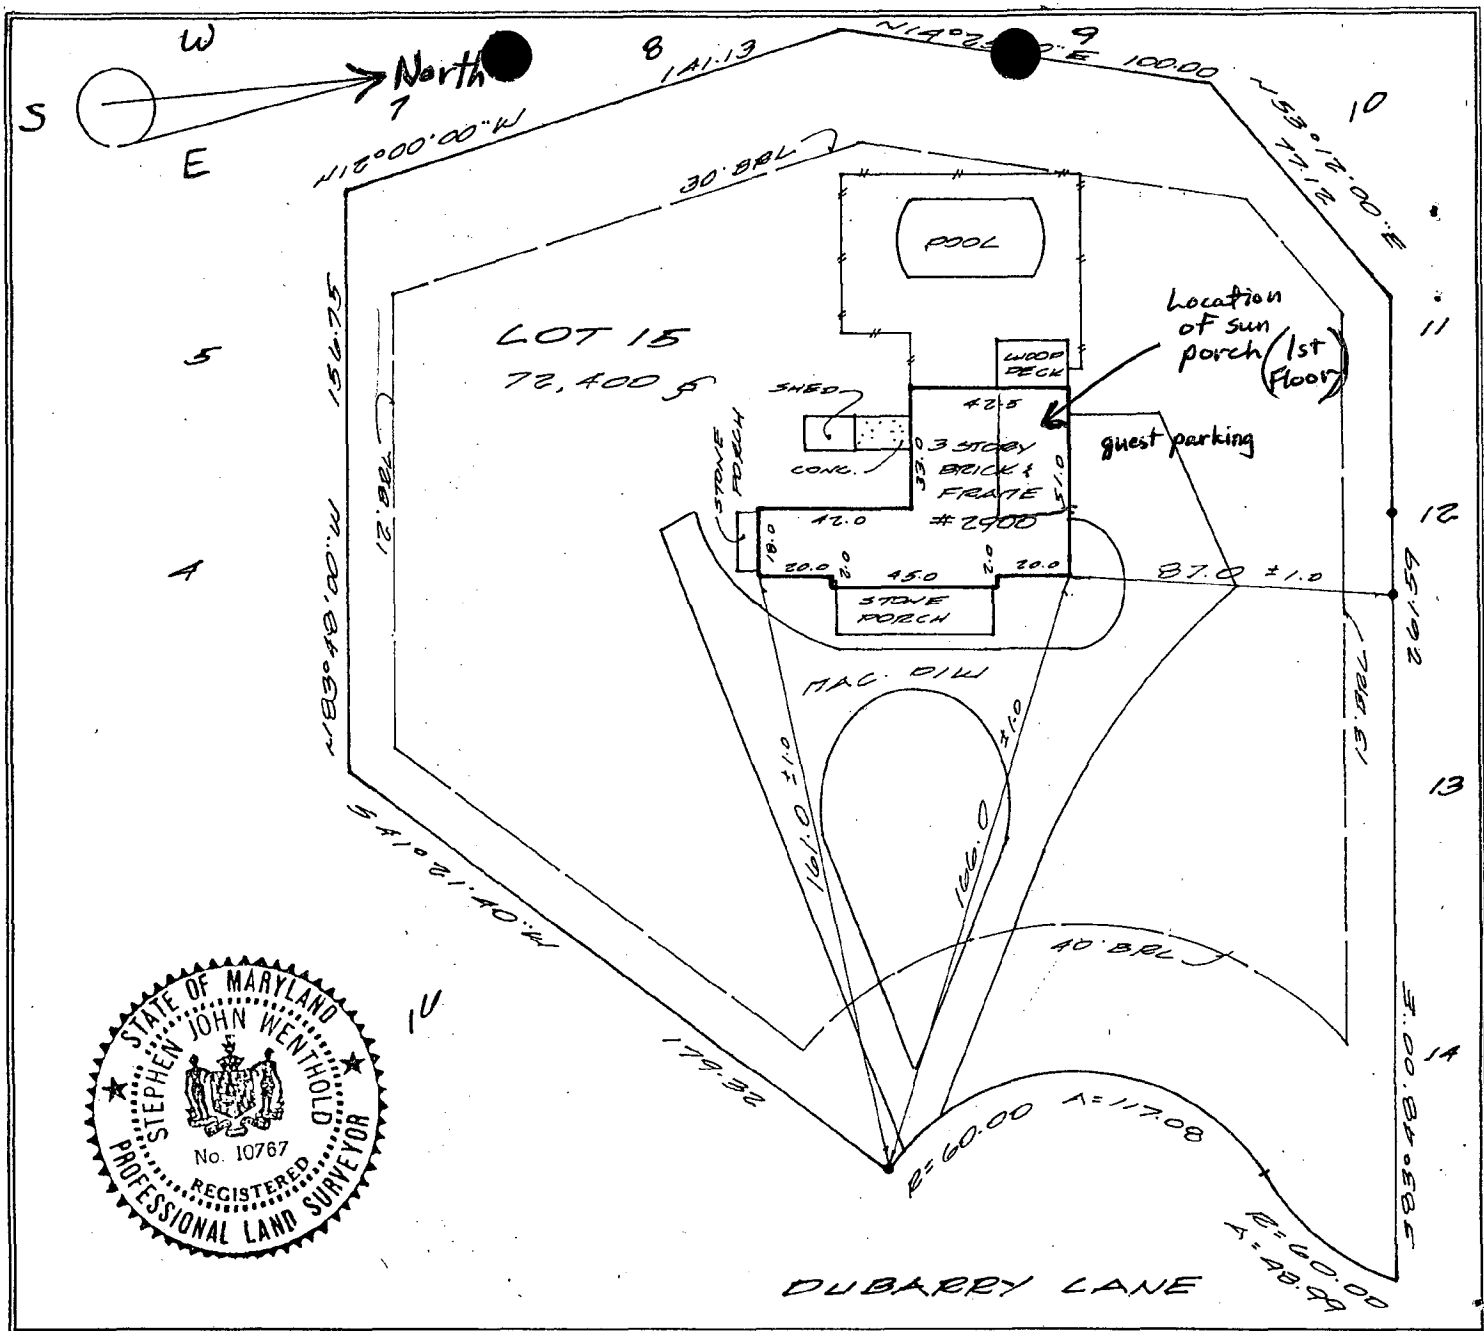 W
S
E
North
7
8
141.13
9
100.00
10
N53°12'00"E
77.12
N12°00'00"W
30' BRL
POOL
Location
of sun
porch (1st
Floor)
11
5
156.75
LOT 15
72,400
WOOD
DECK
SHED
42.5
guest parking
STONE
PORCH
CONC.
33.0
3 STORY
BRICK &
FRAME
51.0
# 2900
12' BRL
12
42.0
18.0
4
20.0
2.0
45.0
2.0
20.0
87.0 ±1.0
STONE
PORCH
N83°48'00"W
MAC. D/W
13' BRL
13
161.0 ±1.0
166.0 ±1.0
S41°21'40"W
40' BRL
S83°48'00"E
14
179.32
R=60.00 A=117.08
R=60.00
A=48.99
DUBARRY LANE
STATE OF MARYLAND
STEPHEN JOHN WENTHOLD
No. 10767
REGISTERED
PROFESSIONAL LAND SURVEYOR